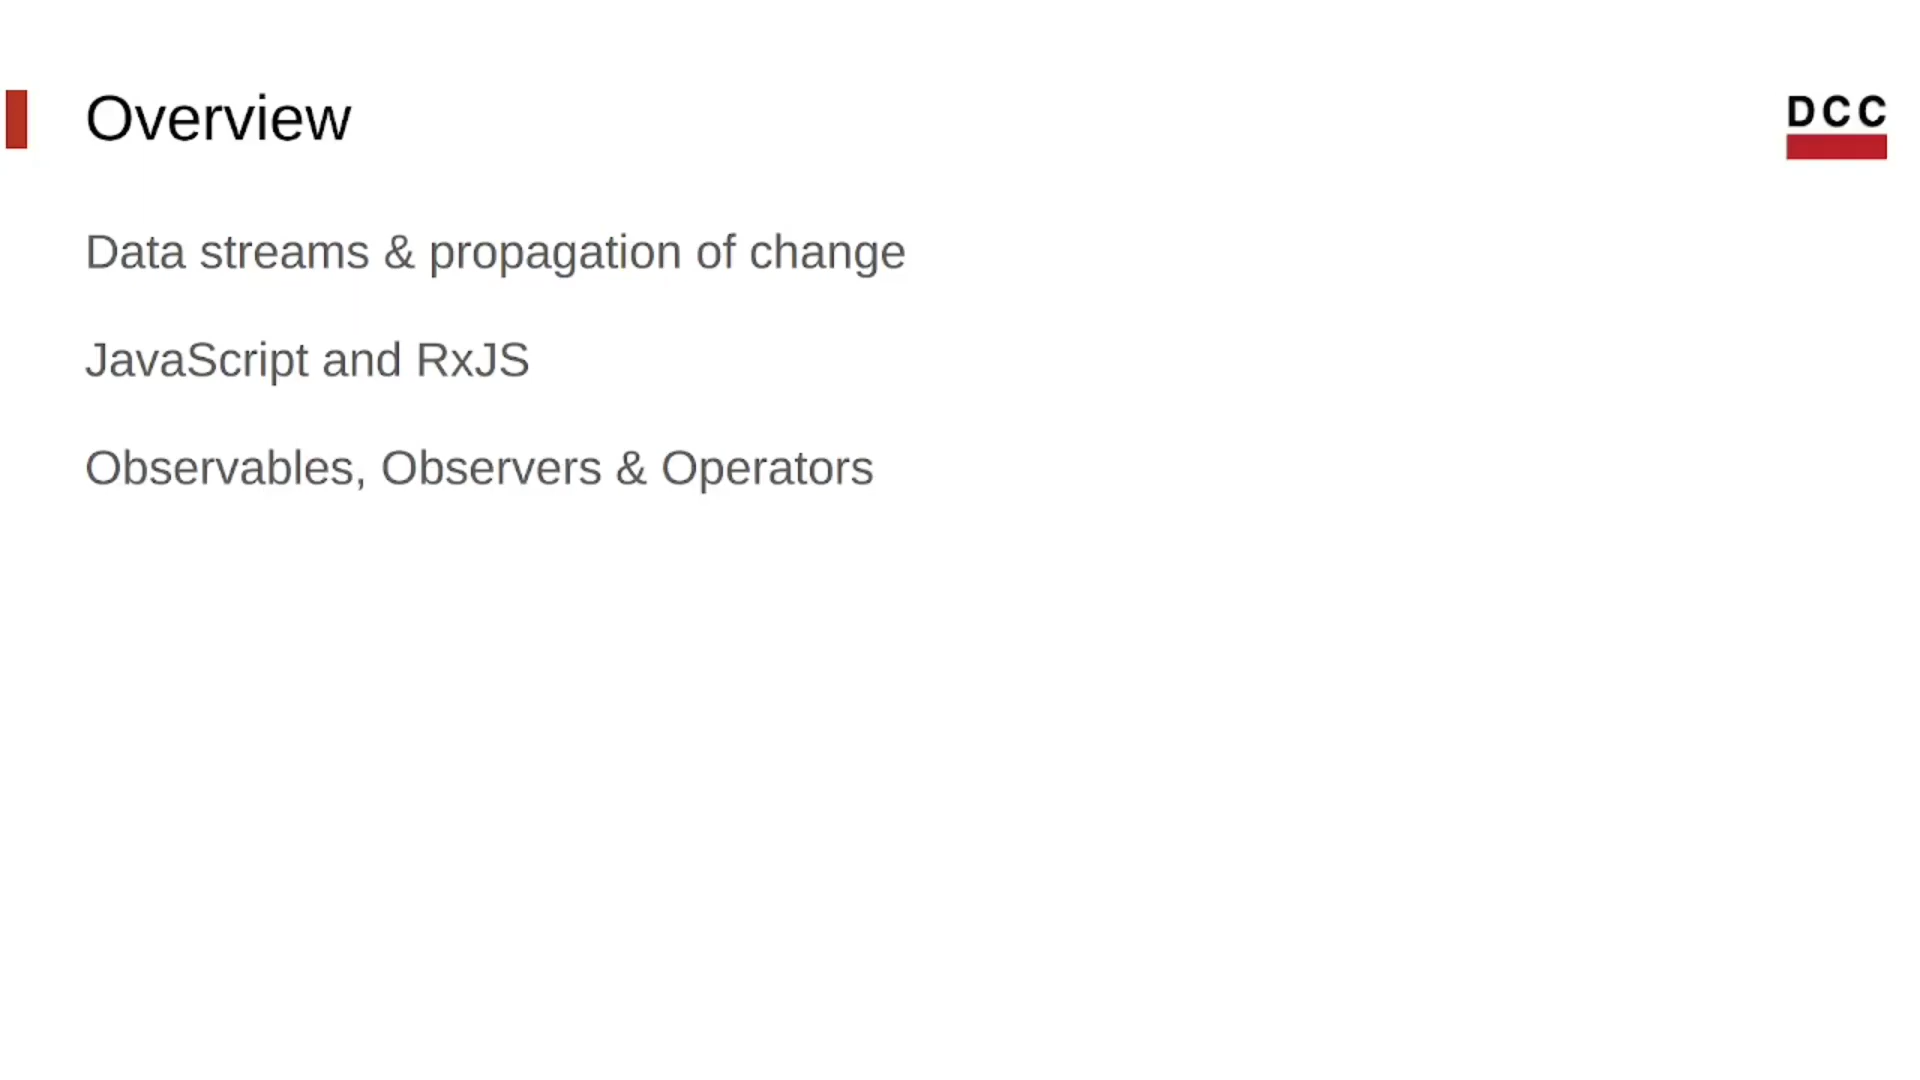 Overview
DCC
Data streams & propagation of change
JavaScript and RxJS
Observables, Observers & Operators